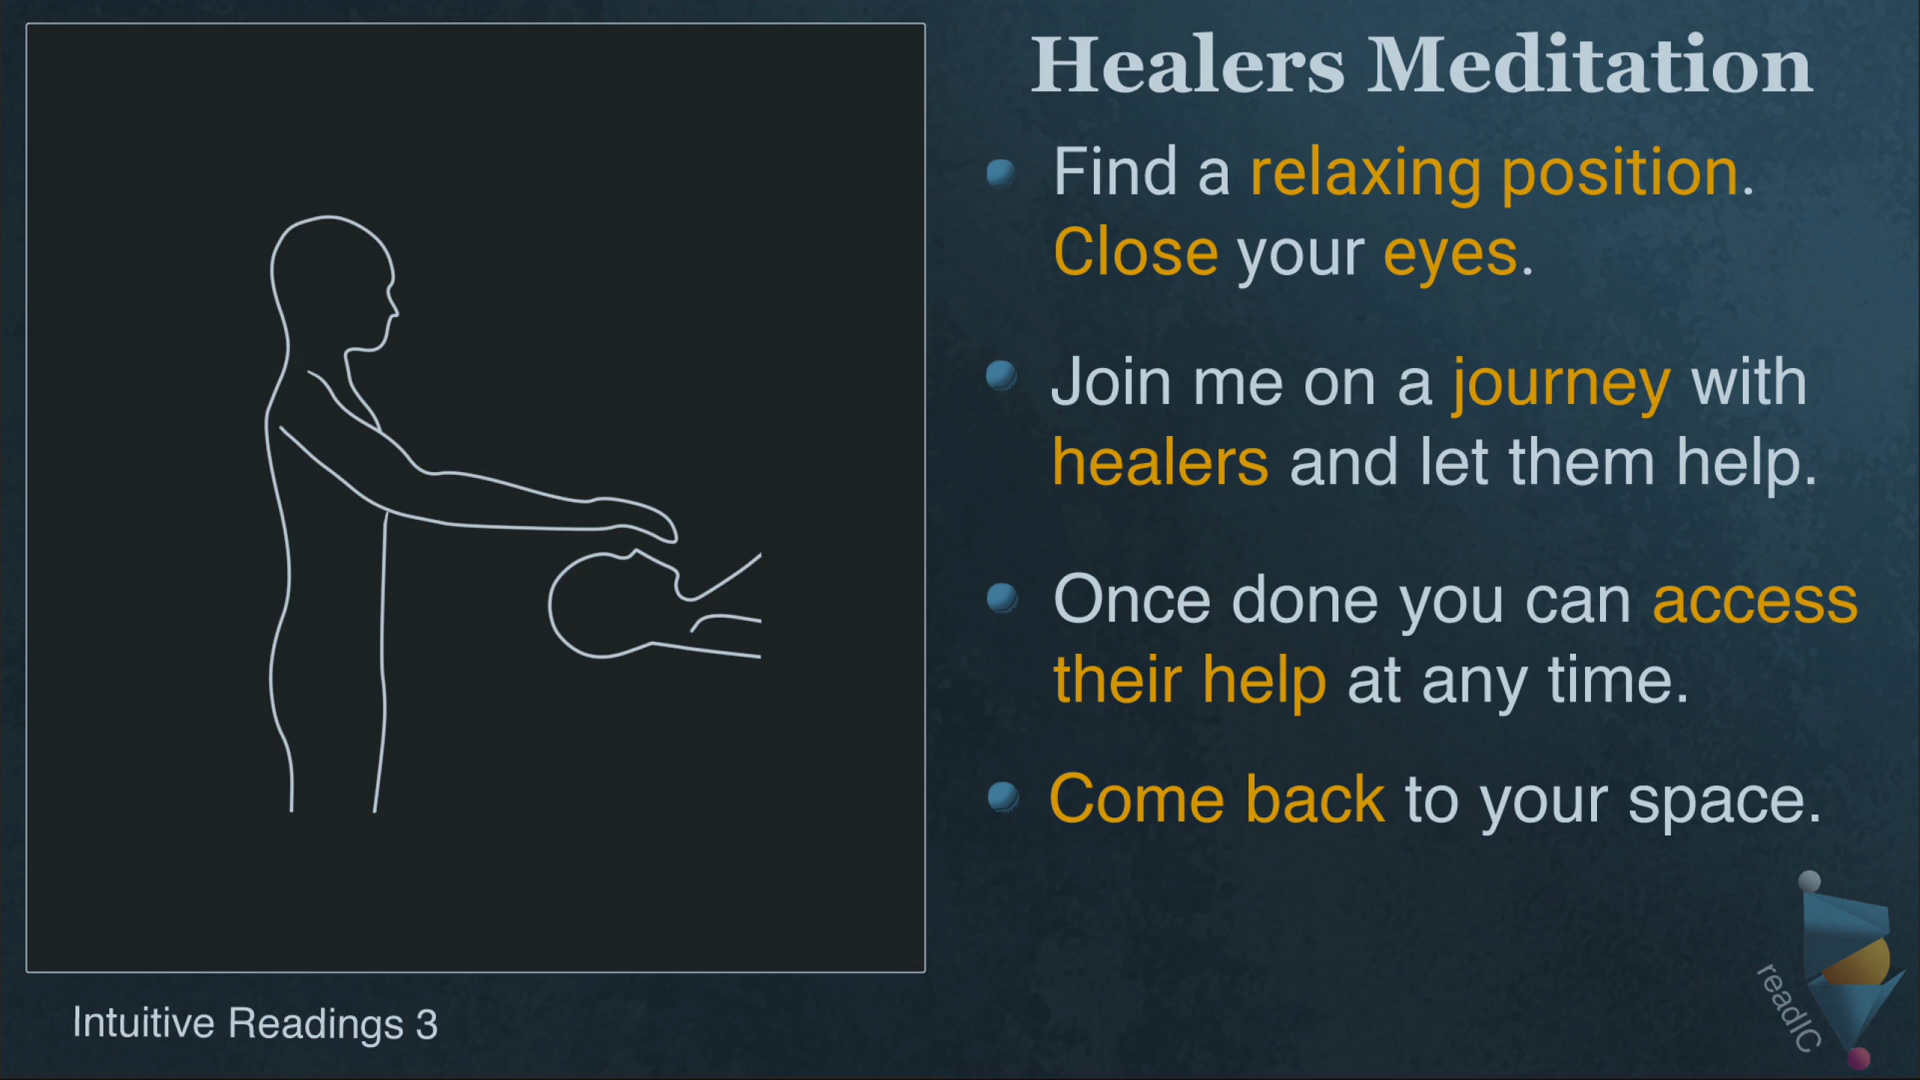 Healers Meditation
Find a relaxing position.
Close your eyes.
Join me on a journey with
healers and let them help.
Once done you can access
their help at any time.
Come back to your space.
Intuitive Readings 3
readIC